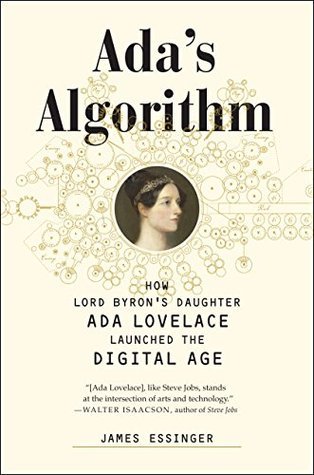 Ada's
Algorithm
HOW
LORD BYRON'S DAUGHTER
ADA LOVELACE
LAUNCHED THE
DIGITAL AGE
"[Ada Lovelace], like Steve Jobs, stands
at the intersection of arts and technology."
—WALTER ISAACSON, author of Steve Jobs
JAMES ESSINGER